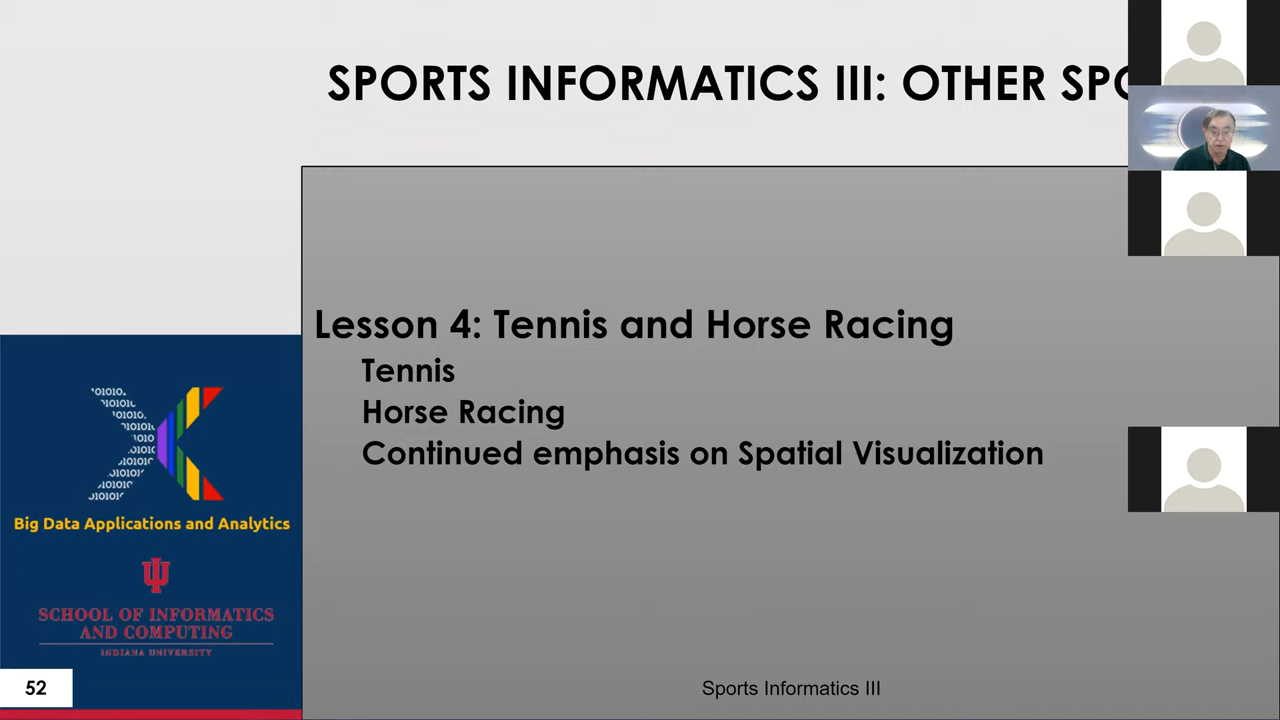 SPORTS INFORMATICS III: OTHER SPO
Lesson 4: Tennis and Horse Racing
Tennis
Horse Racing
Continued emphasis on Spatial Visualization
Big Data Applications and Analytics
SCHOOL OF INFORMATICS
AND COMPUTING
INDIANA UNIVERSITY
52
Sports Informatics III